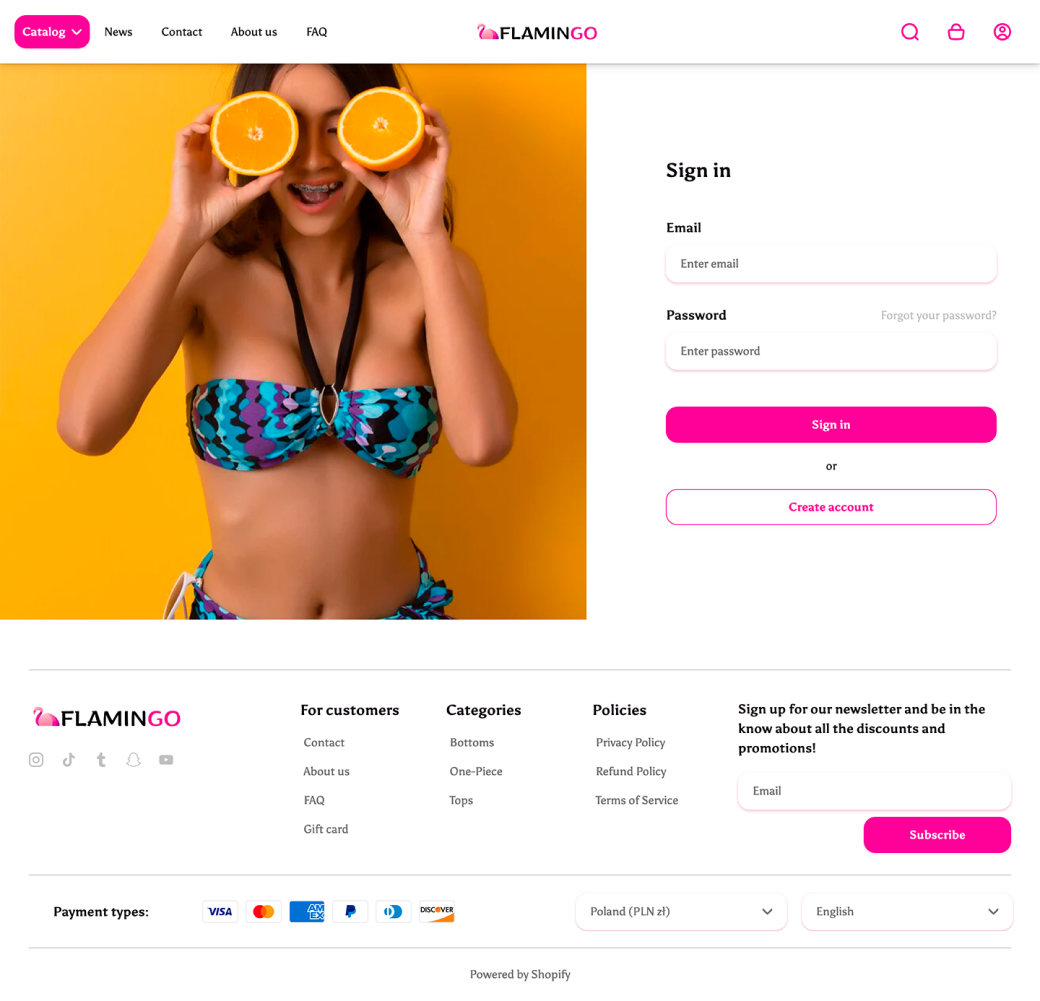 Catalog
News
Contact
About us
FAQ
FLAMINGO
Sign in
Email
Enter email
Password
Forgot your password?
Enter password
Sign in
or
Create account
FLAMINGO
For customers
Contact
About us
FAQ
Gift card
Categories
Bottoms
One-Piece
Tops
Policies
Privacy Policy
Refund Policy
Terms of Service
Sign up for our newsletter and be in the
know about all the discounts and
promotions!
Email
Subscribe
Payment types:
VISA
AMEX
DISCOVER
Poland (PLN zł)
English
Powered by Shopify